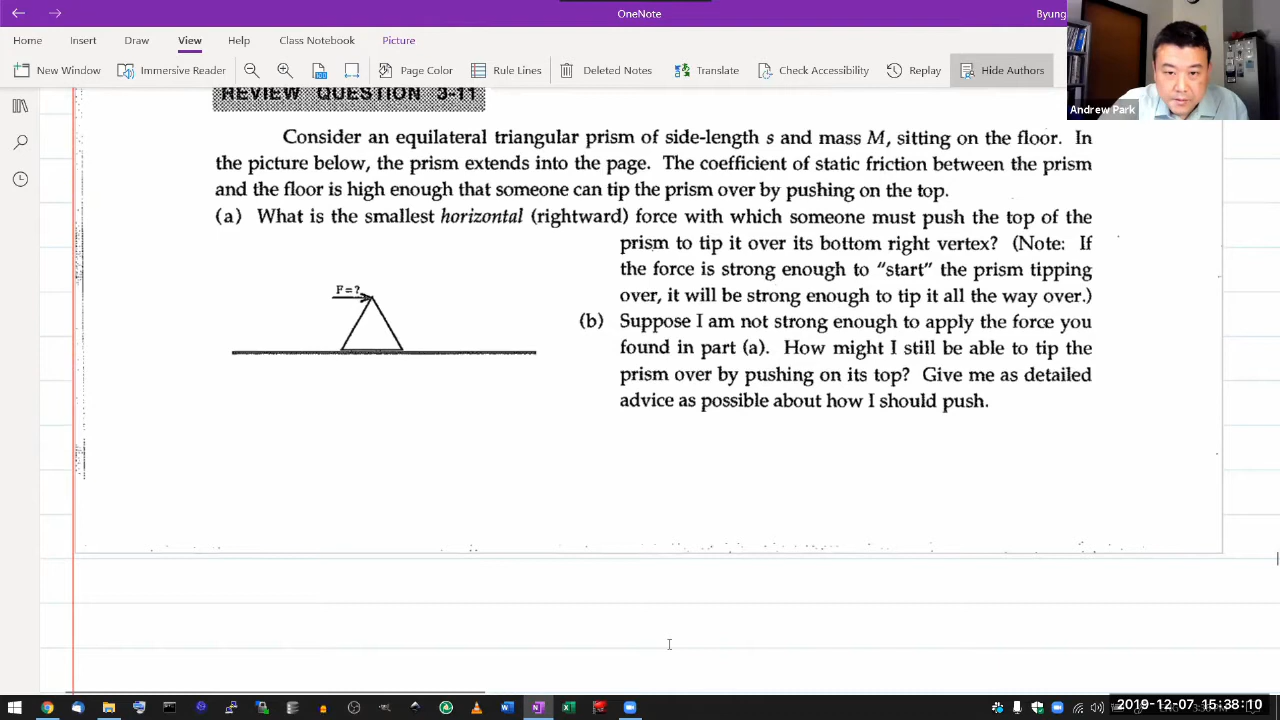 OneNote
Byung
Home Insert Draw View Help Class Notebook Picture
New Window Immersive Reader Page Color Rule Lines Deleted Notes Translate Check Accessibility Replay Hide Authors
Andrew Park
REVIEW QUESTION 3-11
Consider an equilateral triangular prism of side-length s and mass M, sitting on the floor. In
the picture below, the prism extends into the page. The coefficient of static friction between the prism
and the floor is high enough that someone can tip the prism over by pushing on the top.
(a) What is the smallest horizontal (rightward) force with which someone must push the top of the
prism to tip it over its bottom right vertex? (Note: If
the force is strong enough to "start" the prism tipping
over, it will be strong enough to tip it all the way over.)
F=?
(b) Suppose I am not strong enough to apply the force you
found in part (a). How might I still be able to tip the
prism over by pushing on its top? Give me as detailed
advice as possible about how I should push.
2019-12-07 15:38:10